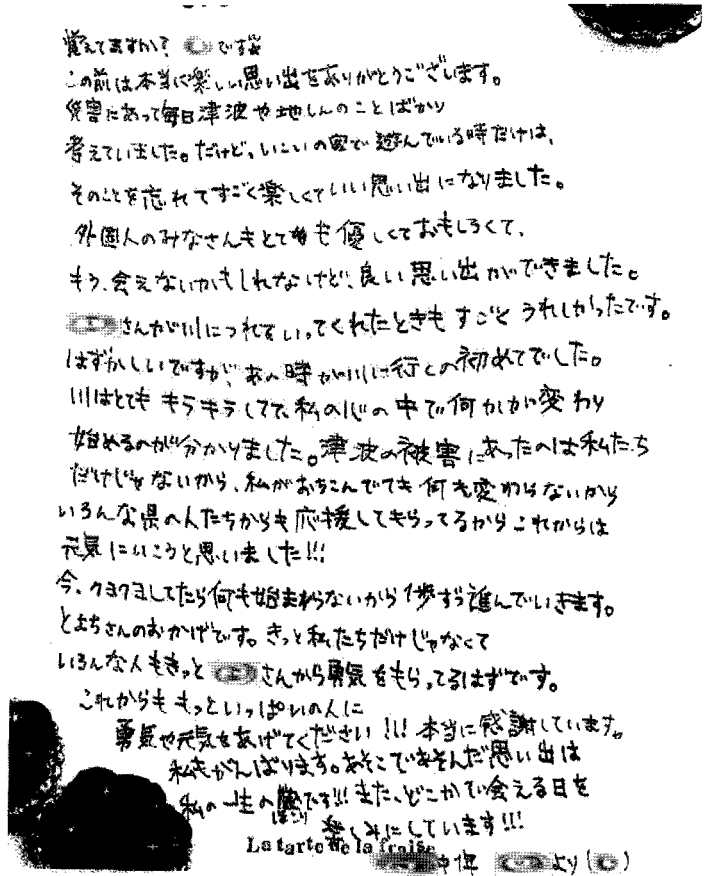 覚えてますか? です
この前は本当に楽しい思い出をありがとうございます。
災害にあって毎日津波や地しんのことばかり
考えていました。だけど、いこいの家で遊んでいる時だけは、
そのことを忘れてすごく楽しくていい思い出になりました。
外国人のみなさんもとても優しくておもしろくて、
もう、会えないかもしれないけど、良い思い出ができました。
さんが川につれていってくれたときもすごくうれしかったです。
はずかしいですが、あの時が川に行くの初めてでした。
川はとてもキラキラしてて、私の心の中で何かが変わり
始めるのが分かりました。津波の被害にあったのは私たち
だけじゃないから、私がおちこんでても何も変わらないから
いろんな県の人たちからも応援してもらってるからこれからは
元気にいこうと思いました!!!
今、クヨクヨしてたら何も始まらないから1歩ずつ進んでいきます。
とよちさんのおかげです。きっと私たちだけじゃなくて
いろんな人もきっと さんから勇気をもらってるはずです。
これからももっといっぱいの人に
勇気や元気をあげてください!!! 本当に感謝しています。
私もがんばります。あそこであそんだ思い出は
私の一生の です!!! また、どこかで会える日を
ほこり
楽しみにしています!!!
La tarte de la fraise
中 より( )